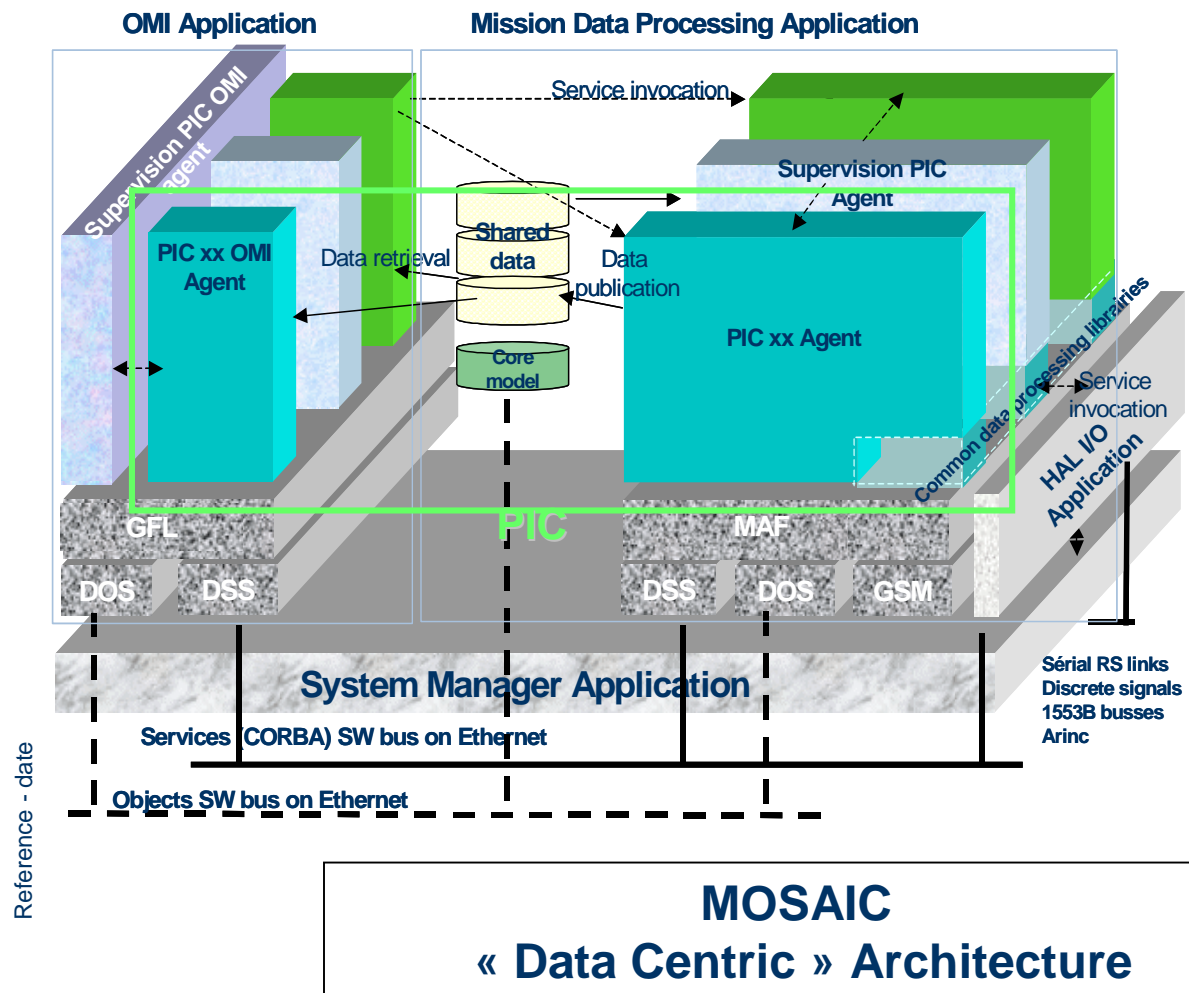 OMI Application
Mission Data Processing Application
Service invocation
Supervision PIC OMI
agent
Supervision PIC
Agent
PIC xx OMI
Agent
Data retrieval
Shared
data
Data
publication
PIC xx Agent
Core
model
Common data processing librairies
Service
invocation
HAL I/O
Application
GFL
PIC
MAF
DOS
DSS
DSS
DOS
GSM
System Manager Application
Sérial RS links
Discrete signals
1553B busses
Arinc
Services (CORBA) SW bus on Ethernet
Objects SW bus on Ethernet
Reference - date
MOSAIC
« Data Centric » Architecture